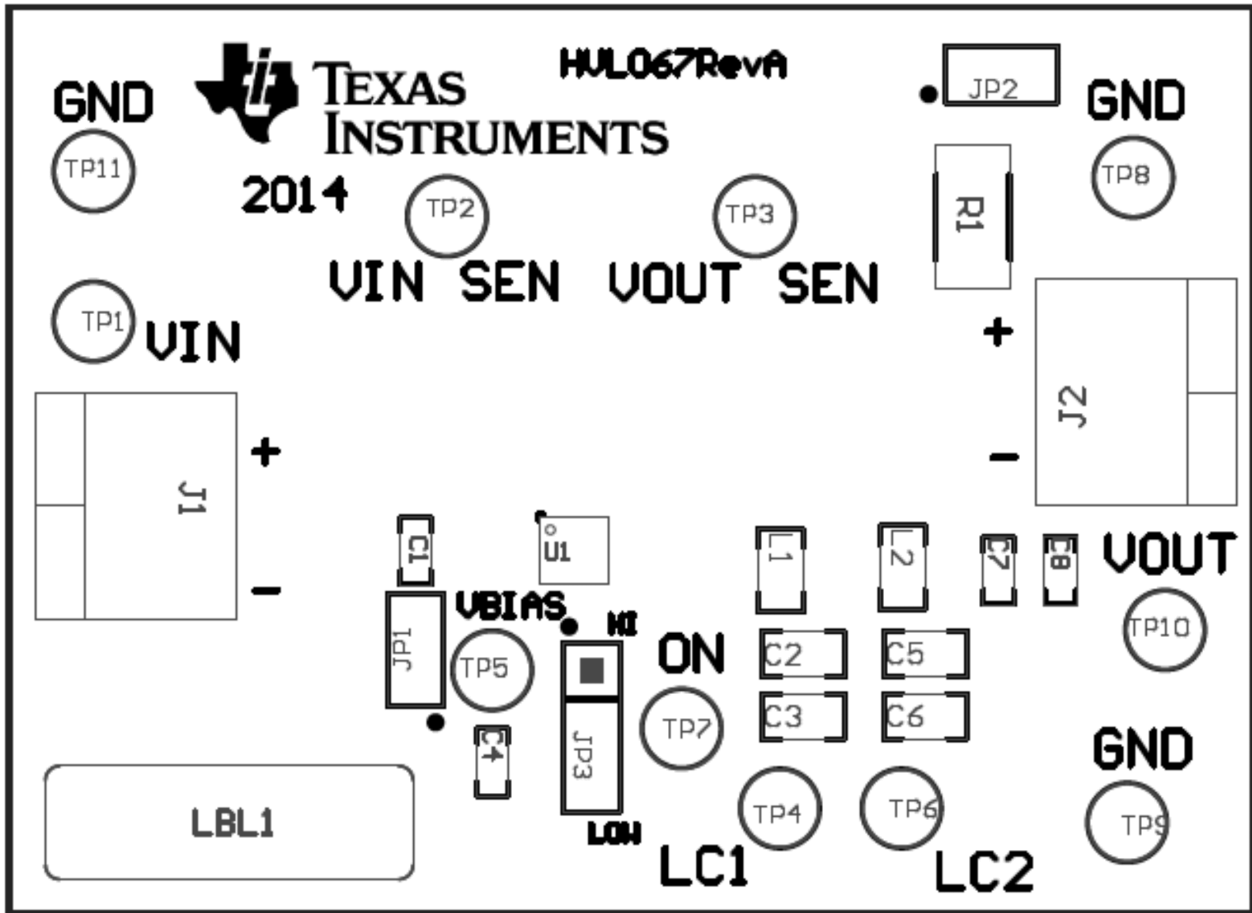 HVL067RevA
JP2
TEXAS
INSTRUMENTS
GND
GND
TP11
TP8
2014
TP2
TP3
R1
VIN SEN
VOUT SEN
TP1
VIN
+
J2
+
-
J1
-
C1
U1
L1
L2
C7
C8
VOUT
VBIAS
HI
TP10
JP1
TP5
ON
C2
C5
C3
C6
TP7
C4
JP3
GND
TP4
TP6
TP9
LBL1
LOW
LC1
LC2